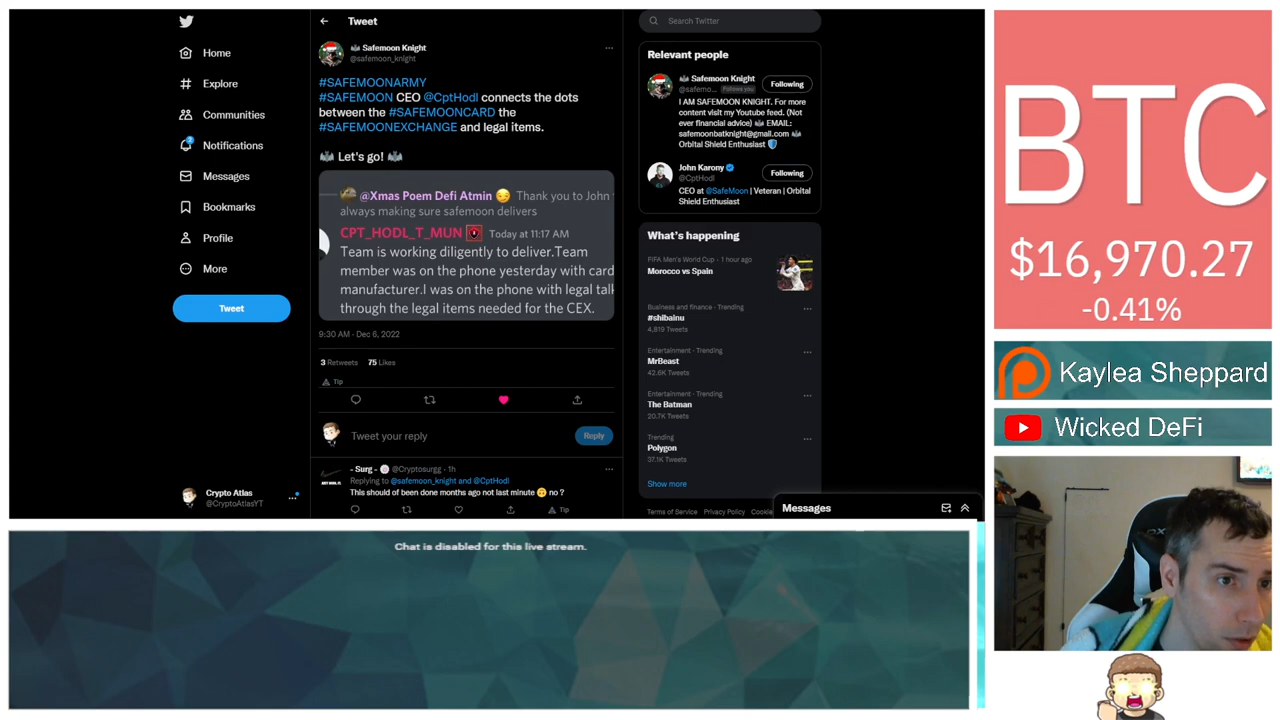 Home
Explore
Communities
2
Notifications
Messages
Bookmarks
Profile
More
Tweet
Crypto Atlas
@CryptoAtlasYT
Tweet
Safemoon Knight
@safemoon_knight
#SAFEMOONARMY
#SAFEMOON CEO @CptHodl connects the dots
between the #SAFEMOONCARD the
#SAFEMOONEXCHANGE and legal items.
Let's go!
@Xmas Poem Defi Atmin Thank you to John
always making sure safemoon delivers
CPT_HODL_T_MUN Today at 11:17 AM
Team is working diligently to deliver.Team
member was on the phone yesterday with card
manufacturer.I was on the phone with legal tal
through the legal items needed for the CEX.
9:30 AM · Dec 6, 2022
3 Retweets 75 Likes
Tip
Tweet your reply
Reply
- Surg - @Cryptosurgg · 1h
Replying to @safemoon_knight and @CptHodl
This should of been done months ago not last minute no ?
Tip
Search Twitter
Relevant people
Safemoon Knight
@safemo... Follows you
Following
I AM SAFEMOON KNIGHT. For more
content visit my Youtube feed. (Not
ever financial advice) EMAIL:
safemoonbatknight@gmail.com
Orbital Shield Enthusiast
John Karony
@CptHodl
Following
CEO at @SafeMoon | Veteran | Orbital
Shield Enthusiast
What's happening
FIFA Men's World Cup · 1 hour ago
Morocco vs Spain
Business and finance · Trending
#shibainu
4,819 Tweets
Entertainment · Trending
MrBeast
42.6K Tweets
Entertainment · Trending
The Batman
20.7K Tweets
Trending
Polygon
37.1K Tweets
Show more
Terms of Service Privacy Policy Cookie
Messages
BTC
$16,970.27
-0.41%
Kaylea Sheppard
Wicked DeFi
Chat is disabled for this live stream.